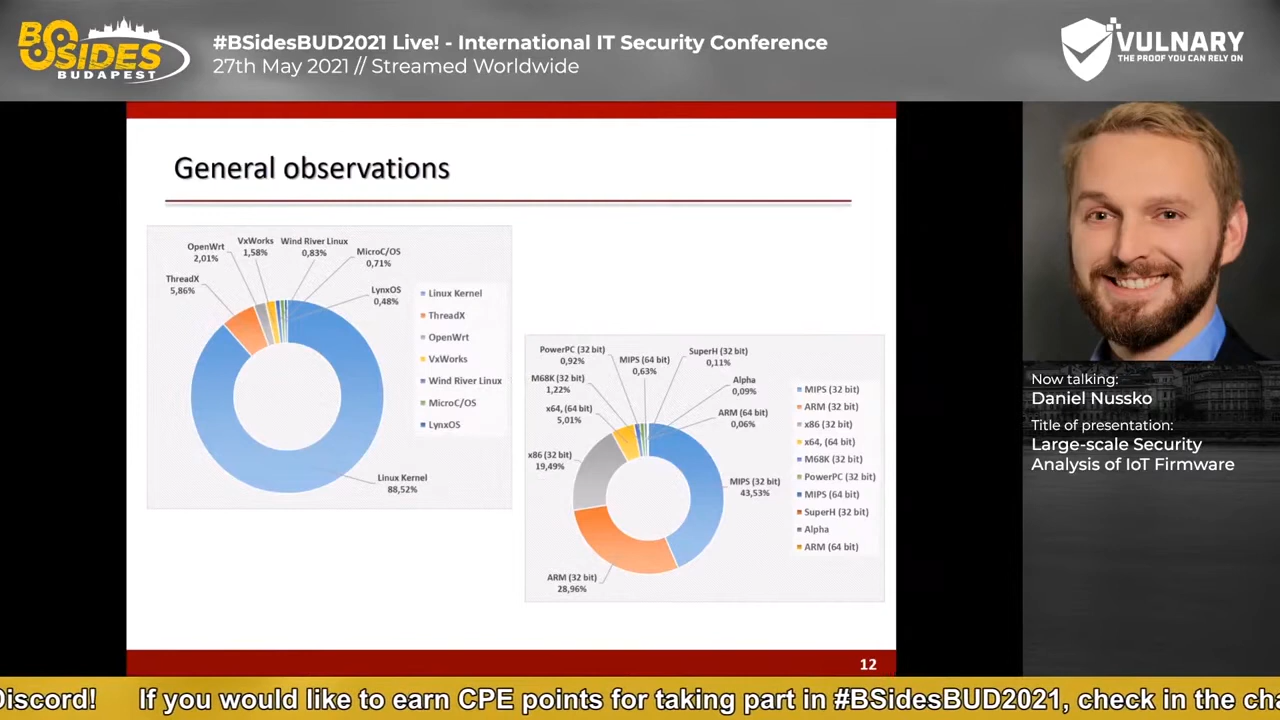 BSIDES
BUDAPEST
#BSidesBUD2021 Live! - International IT Security Conference
27th May 2021 // Streamed Worldwide
VULNARY
THE PROOF YOU CAN RELY ON
General observations
OpenWrt
2,01%
VxWorks
1,58%
Wind River Linux
0,83%
MicroC/OS
0,71%
ThreadX
5,86%
LynxOS
0,48%
Linux Kernel
88,52%
Linux Kernel
ThreadX
OpenWrt
VxWorks
Wind River Linux
MicroC/OS
LynxOS
PowerPC (32 bit)
0,92%
MIPS (64 bit)
0,63%
SuperH (32 bit)
0,11%
M68K (32 bit)
1,22%
Alpha
0,09%
x64, (64 bit)
5,01%
ARM (64 bit)
0,06%
x86 (32 bit)
19,49%
MIPS (32 bit)
43,53%
ARM (32 bit)
28,96%
MIPS (32 bit)
ARM (32 bit)
x86 (32 bit)
x64, (64 bit)
M68K (32 bit)
PowerPC (32 bit)
MIPS (64 bit)
SuperH (32 bit)
Alpha
ARM (64 bit)
12
Now talking:
Daniel Nussko
Title of presentation:
Large-scale Security
Analysis of IoT Firmware
Discord! If you would like to earn CPE points for taking part in #BSidesBUD2021, check in the cha